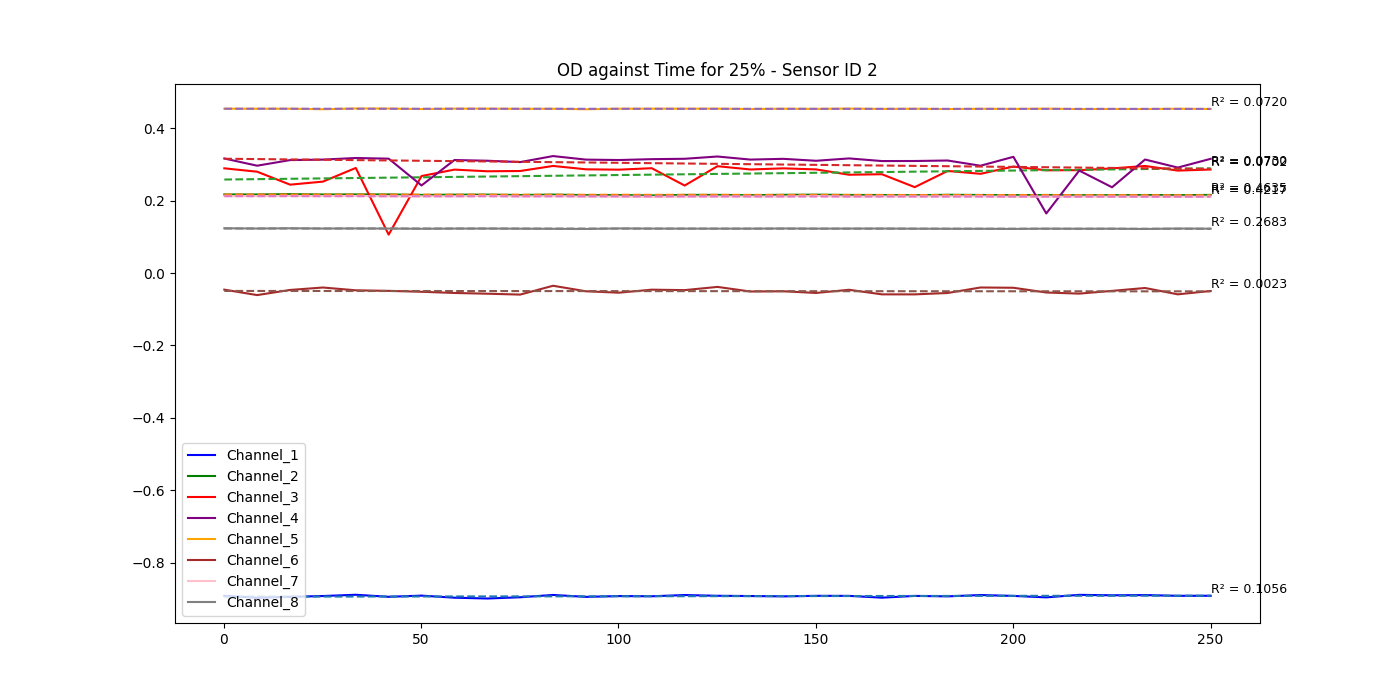 OD against Time for 25% - Sensor ID 2
0.4
0.2
0.0
−0.2
−0.4
−0.6
−0.8
R² = 0.0720
R² = 0.2683
R² = 0.0023
R² = 0.1056
Channel_1
Channel_2
Channel_3
Channel_4
Channel_5
Channel_6
Channel_7
Channel_8
0
50
100
150
200
250